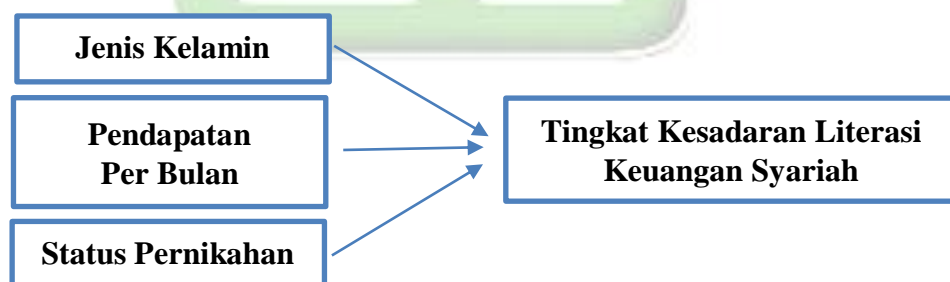 Jenis Kelamin
Pendapatan
Per Bulan
Status Pernikahan
Tingkat Kesadaran Literasi
Keuangan Syariah